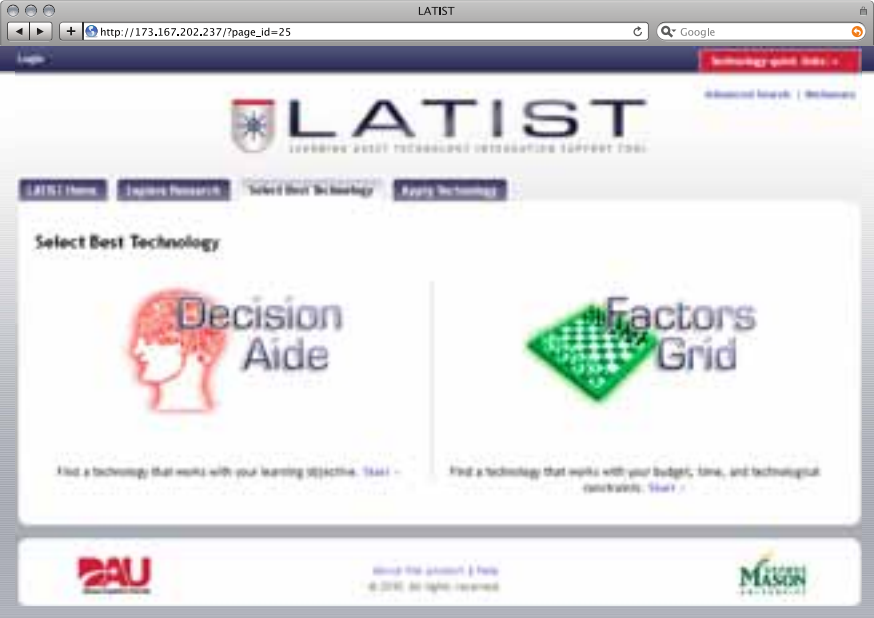 LATIST
http://173.167.202.237/?page_id=25
Google
Login
Technology quick links
Advanced Search |
LATIST
LEARNING ASSET TECHNOLOGY INTEGRATION SUPPORT TOOL
LATIST Home Explore Research Select Best Technology Apply Technology
Select Best Technology
Decision
Aide
Factors
Grid
Find a technology that works with your learning objective. Start
Find a technology that works with your budget, time, and technological
constraints. Start
DAU
About this product | Help
All rights reserved
GEORGE
MASON
UNIVERSITY